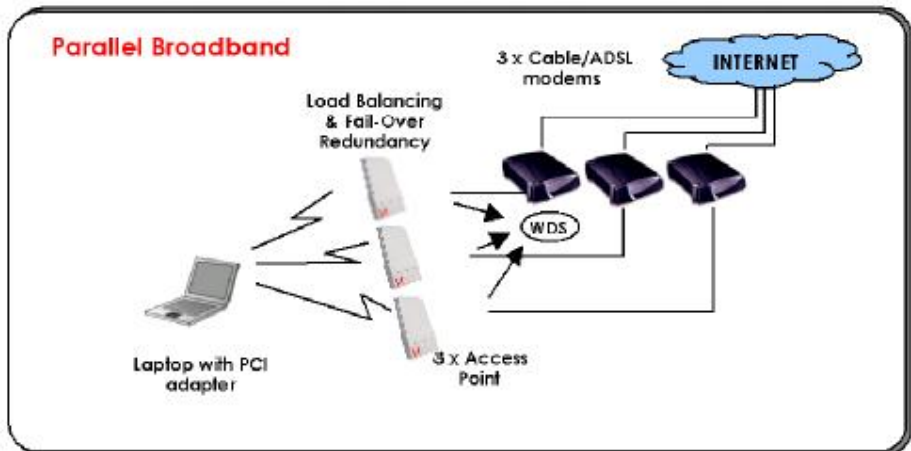 Parallel Broadband
3 x Cable/ADSL
modems
INTERNET
Load Balancing
& Fail-Over
Redundancy
WDS
Laptop with PCI
adapter
3 x Access
Point